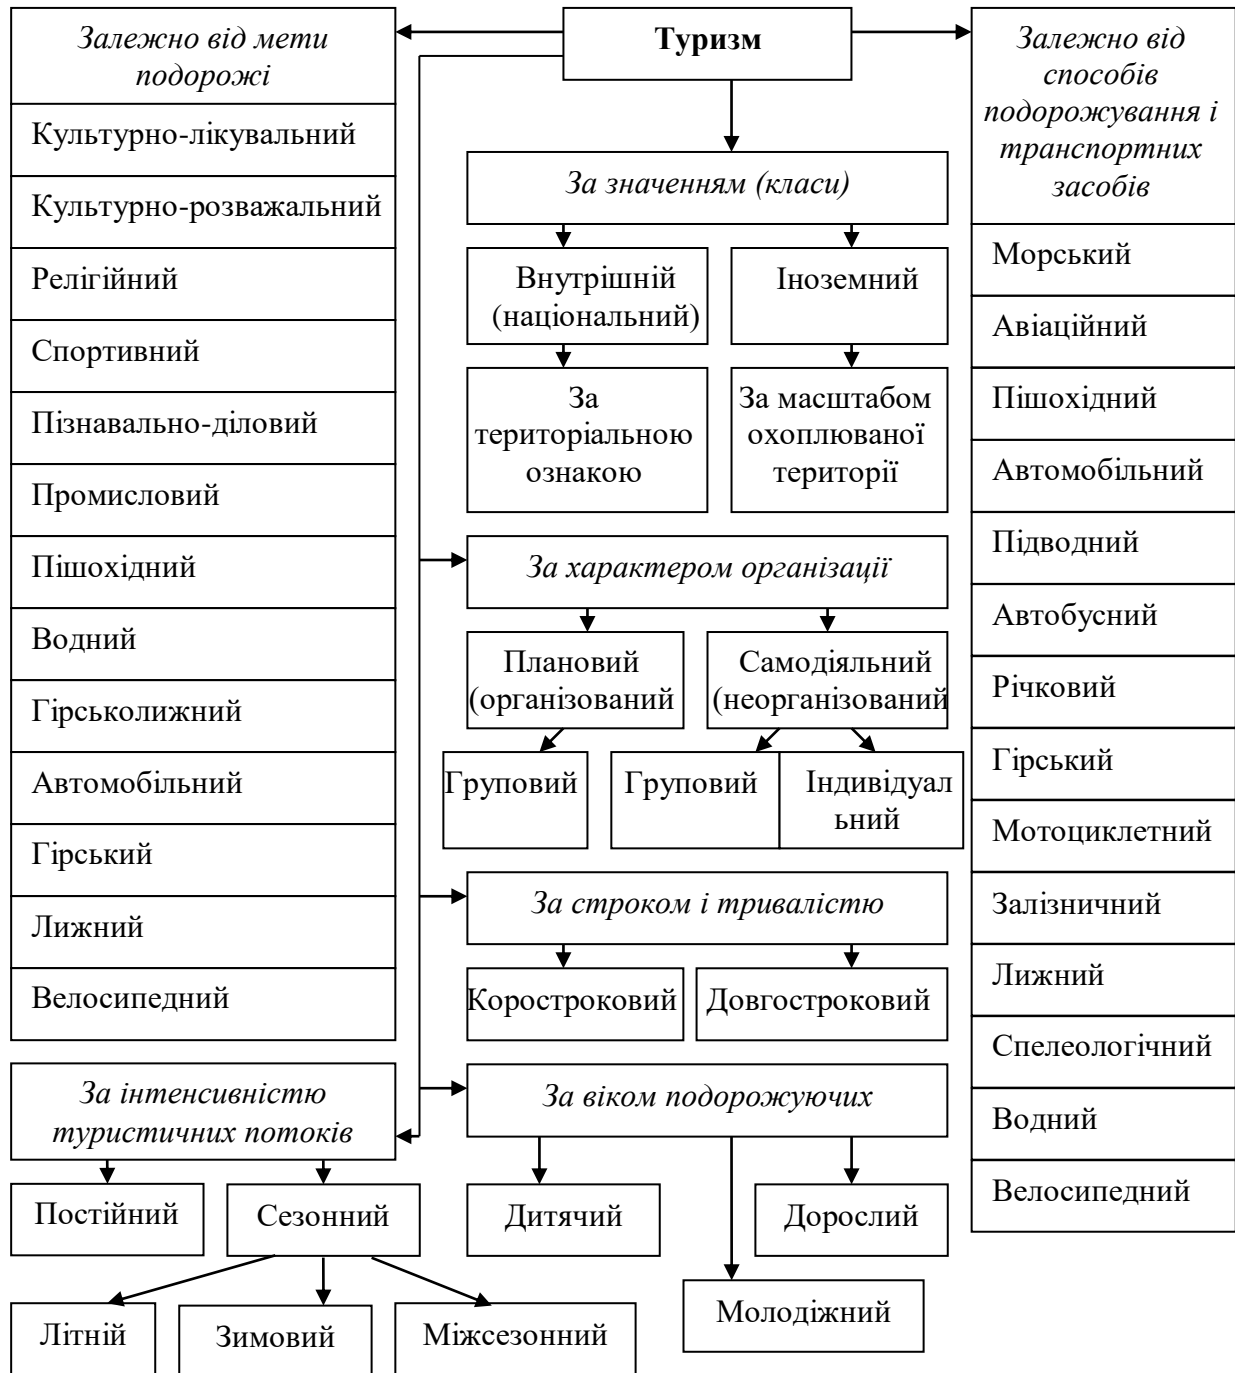 Залежно від мети
подорожі
Культурно-лікувальний
Культурно-розважальний
Релігійний
Спортивний
Пізнавально-діловий
Промисловий
Пішохідний
Водний
Гірськолижний
Автомобільний
Гірський
Лижний
Велосипедний
Туризм
За значенням (класи)
Внутрішній
(національний)
Іноземний
За
територіальною
ознакою
За масштабом
охоплюваної
території
За характером організації
Плановий
(організований
Самодіяльний
(неорганізований
Груповий
Груповий
Індивідуал
ьний
За строком і тривалістю
Коростроковий
Довгостроковий
За віком подорожуючих
Дитячий
Дорослий
Молодіжний
За інтенсивністю
туристичних потоків
Постійний
Сезонний
Літній
Зимовий
Міжсезонний
Залежно від
способів
подорожування і
транспортних
засобів
Морський
Авіаційний
Пішохідний
Автомобільний
Підводний
Автобусний
Річковий
Гірський
Мотоциклетний
Залізничний
Лижний
Спелеологічний
Водний
Велосипедний